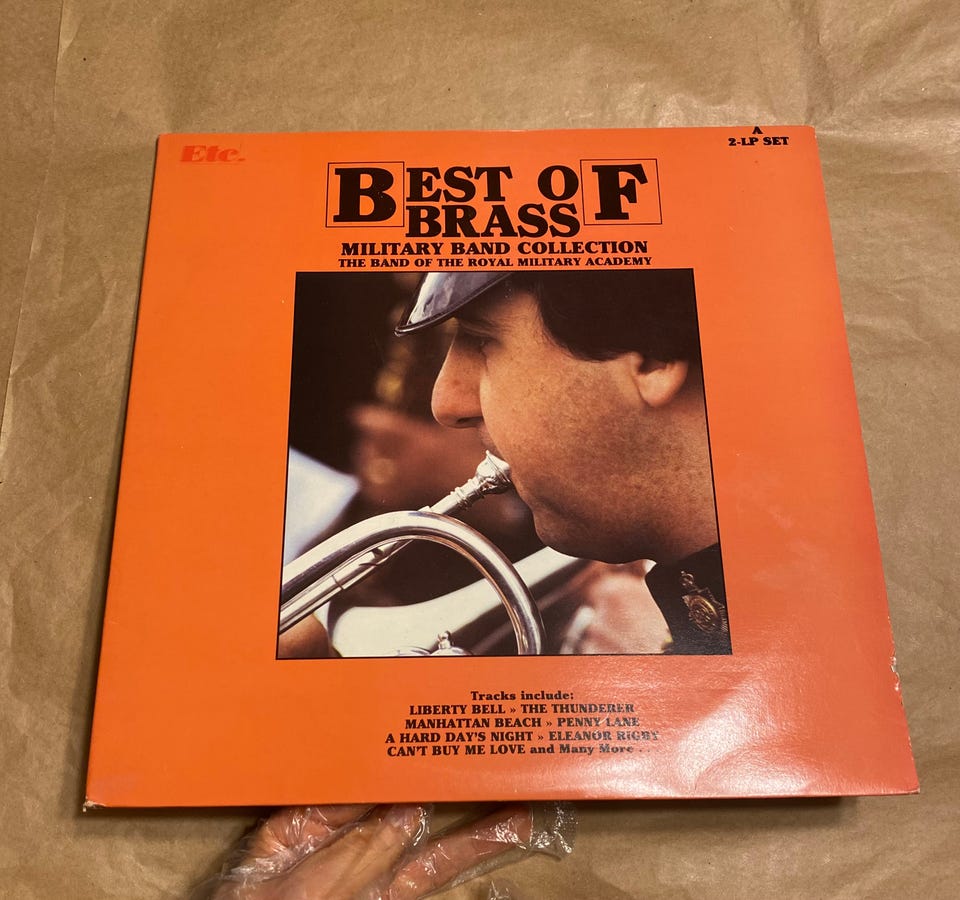 Etc.
A
2-LP SET
BEST OF
BRASS
MILITARY BAND COLLECTION
THE BAND OF THE ROYAL MILITARY ACADEMY
Tracks include:
LIBERTY BELL » THE THUNDERER
MANHATTAN BEACH » PENNY LANE
A HARD DAY'S NIGHT » ELEANOR RIGBY
CAN'T BUY ME LOVE and Many More . . .